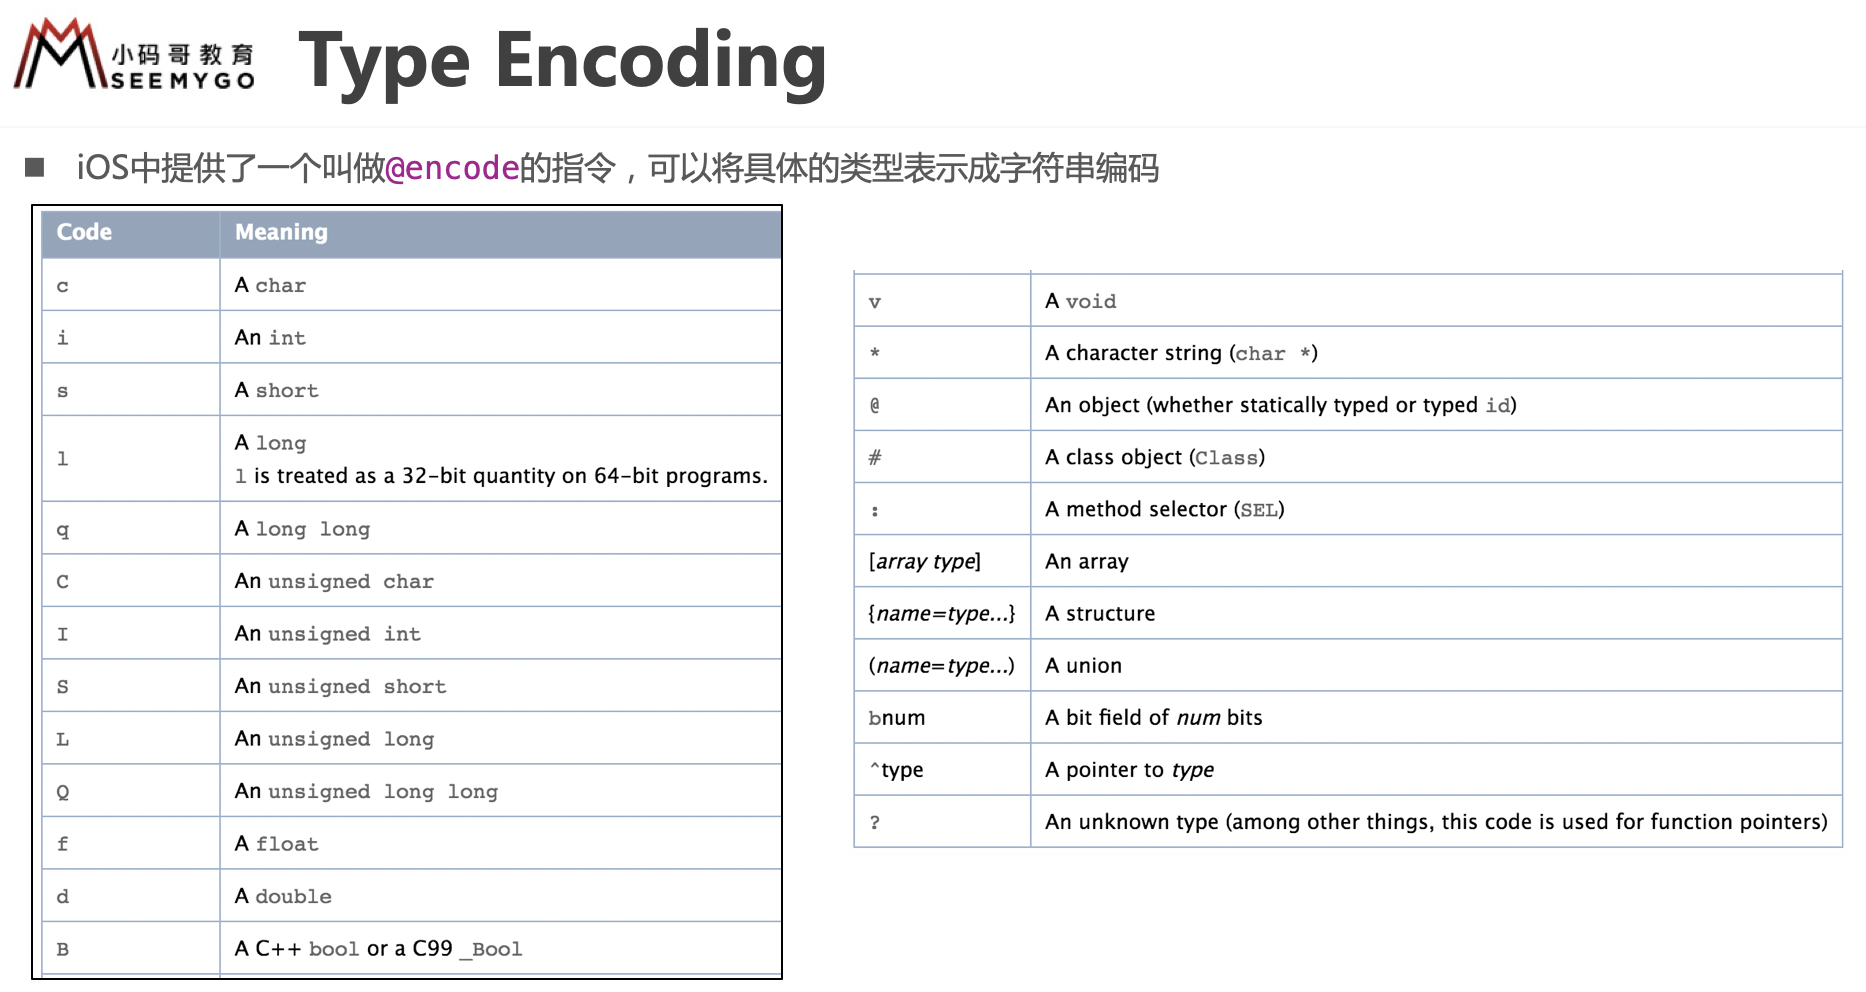 小码哥教育
SEEMYGO
Type Encoding
■ iOS中提供了一个叫做@encode的指令，可以将具体的类型表示成字符串编码
Code Meaning
c A char
i An int
s A short
l A long
l is treated as a 32-bit quantity on 64-bit programs.
q A long long
C An unsigned char
I An unsigned int
S An unsigned short
L An unsigned long
Q An unsigned long long
f A float
d A double
B A C++ bool or a C99 _Bool
v A void
* A character string (char *)
@ An object (whether statically typed or typed id)
# A class object (Class)
: A method selector (SEL)
[array type] An array
{name=type...} A structure
(name=type...) A union
bnum A bit field of num bits
^type A pointer to type
? An unknown type (among other things, this code is used for function pointers)